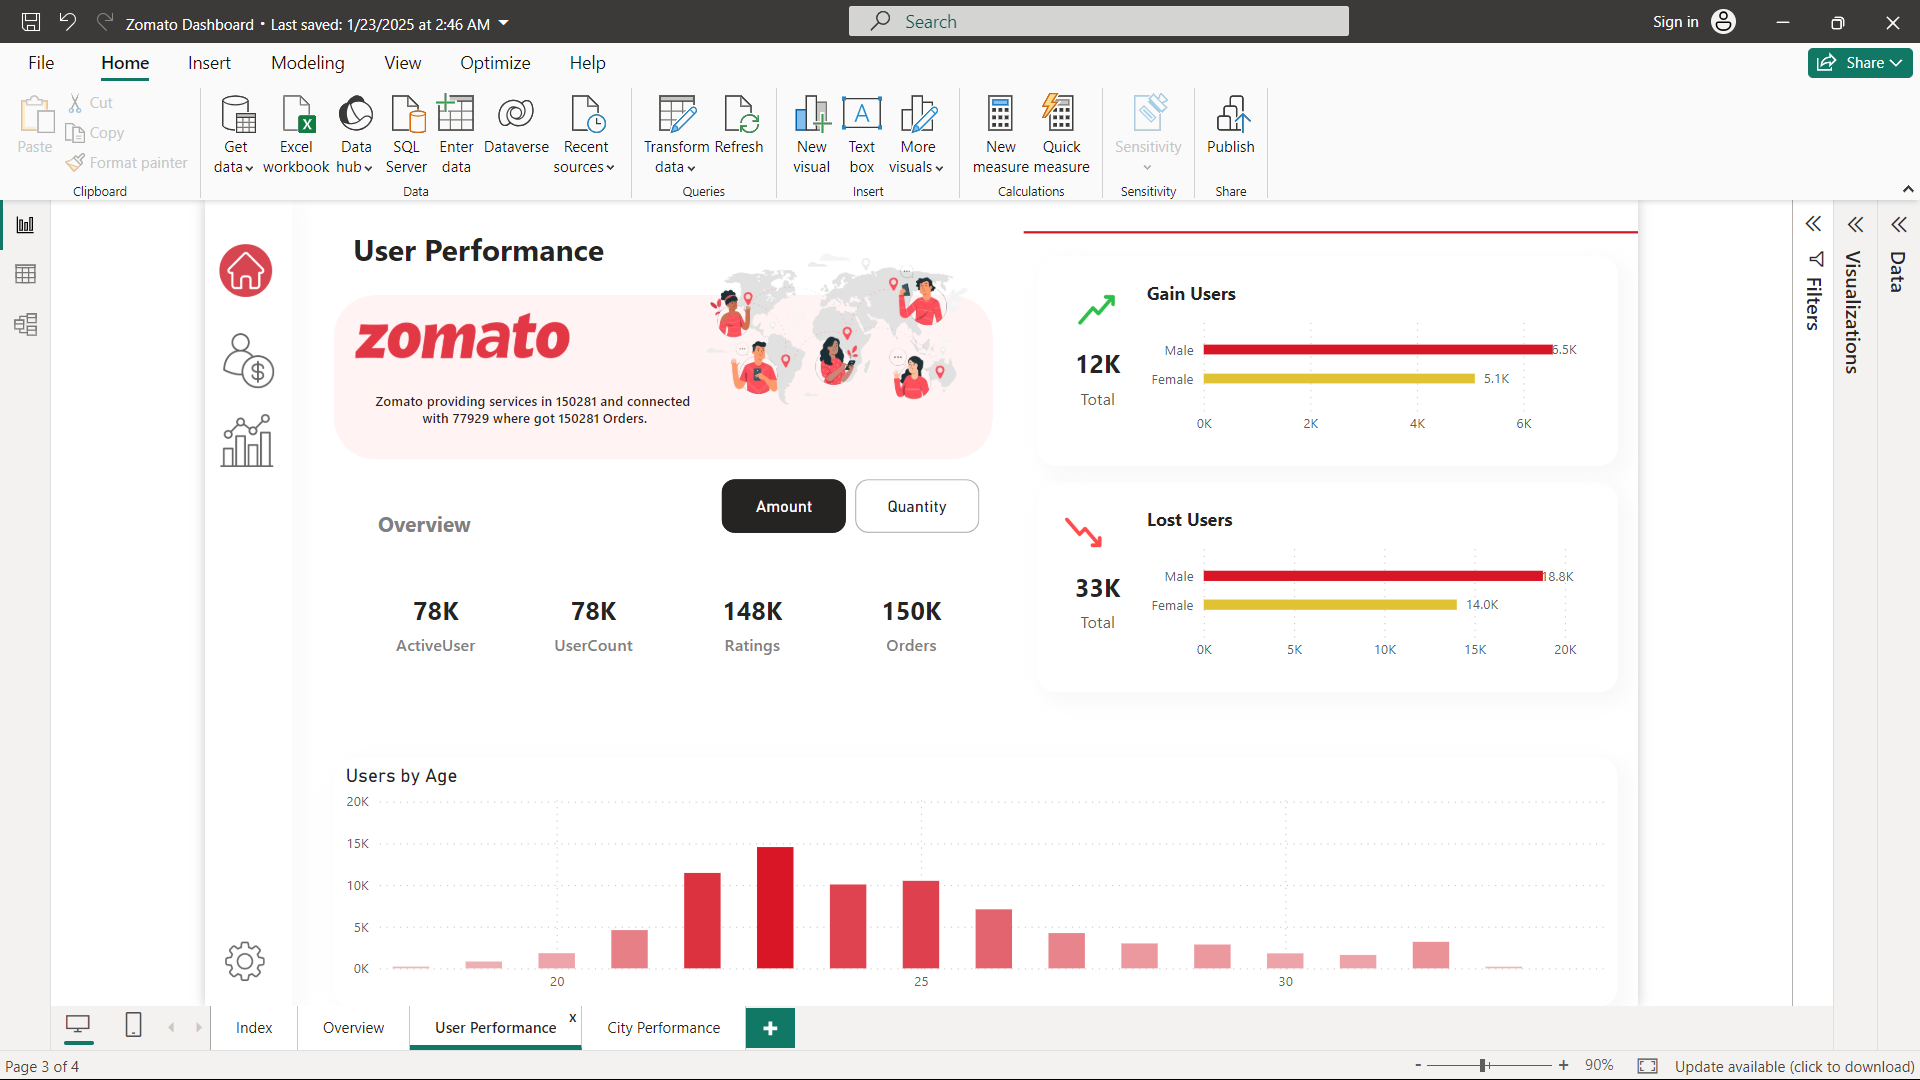 Zomato Dashboard • Last saved: 1/23/2025 at 2:46 AM
Search
Sign in
File
Home
Insert
Modeling
View
Optimize
Help
Share
Paste
Cut
Copy
Format painter
Clipboard
Get data
Excel workbook
Data hub
SQL Server
Enter data
Dataverse
Recent sources
Data
Transform data
Refresh
Queries
New visual
Text box
More visuals
Insert
New measure
Quick measure
Calculations
Sensitivity
Sensitivity
Publish
Share
User Performance
zomato
Zomato providing services in 150281 and connected
with 77929 where got 150281 Orders.
Overview
Amount
Quantity
78K
ActiveUser
78K
UserCount
148K
Ratings
150K
Orders
Gain Users
12K
Total
Male
6.5K
Female
5.1K
0K
2K
4K
6K
Lost Users
33K
Total
Male
18.8K
Female
14.0K
0K
5K
10K
15K
20K
Users by Age
20K
15K
10K
5K
0K
20
25
30
Filters
Visualizations
Data
Index
Overview
User Performance
x
City Performance
Page 3 of 4
- + 90%
Update available (click to download)